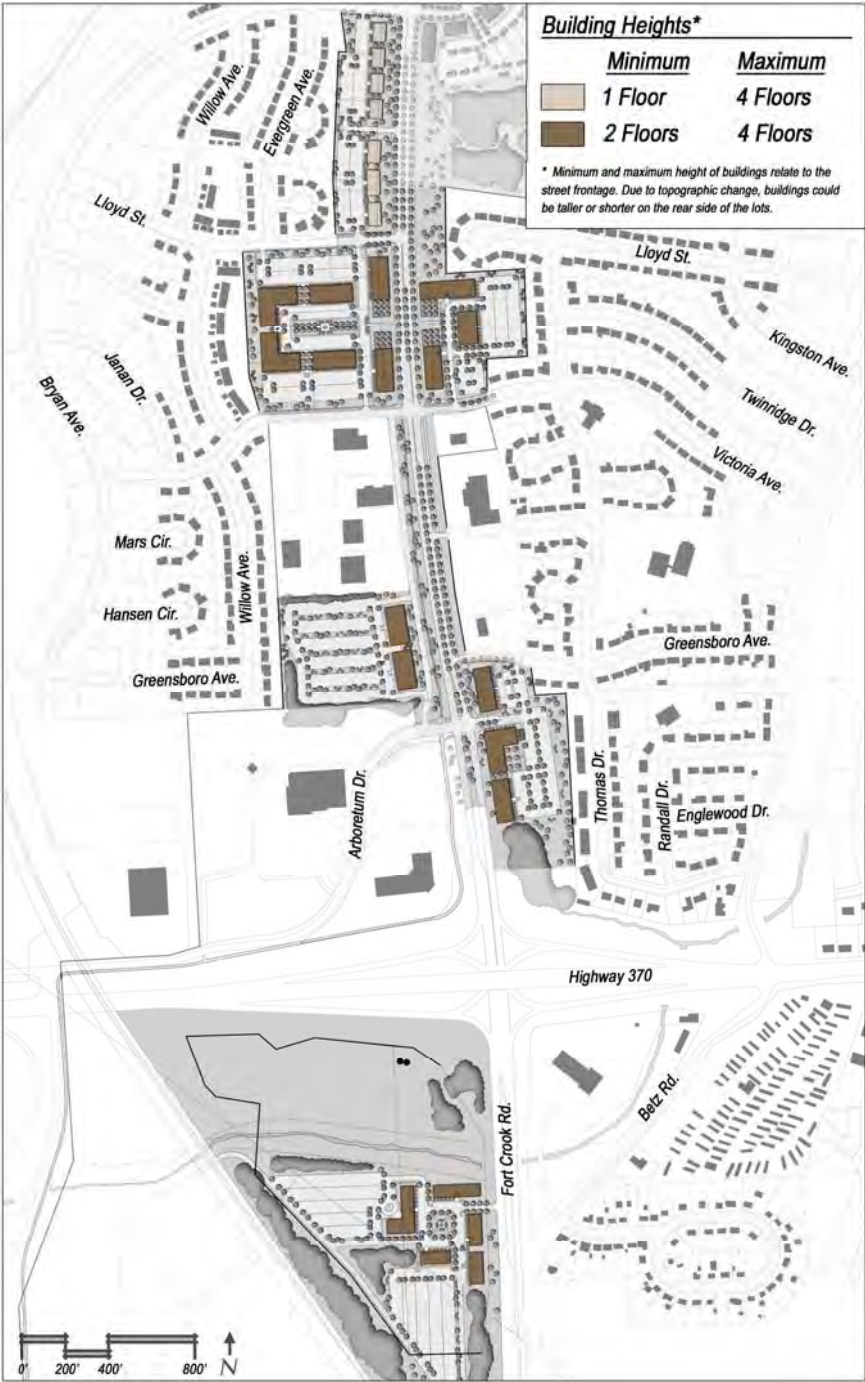 Building Heights*
Minimum Maximum
1 Floor 4 Floors
2 Floors 4 Floors
* Minimum and maximum height of buildings relate to the
street frontage. Due to topographic change, buildings could
be taller or shorter on the rear side of the lots.
Willow Ave.
Evergreen Ave.
Lloyd St.
Lloyd St.
Kingston Ave.
Janan Dr.
Bryan Ave.
Twinridge Dr.
Victoria Ave.
Mars Cir.
Willow Ave.
Hansen Cir.
Greensboro Ave.
Greensboro Ave.
Arboretum Dr.
Thomas Dr.
Randall Dr.
Englewood Dr.
Highway 370
Fort Crook Rd.
Betz Rd.
0' 200' 400' 800'
N